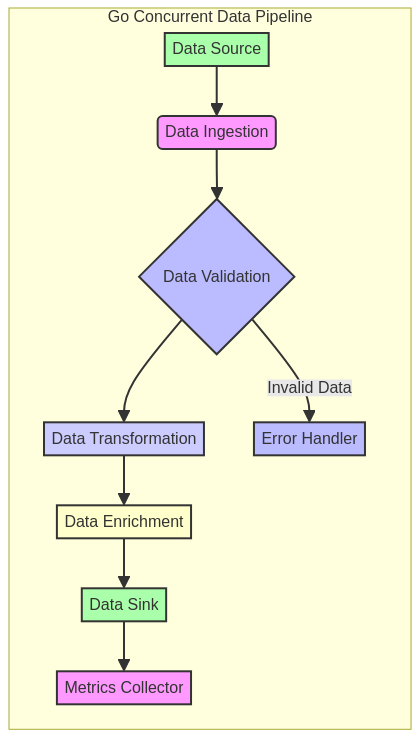 Go Concurrent Data Pipeline
Data Source
Data Ingestion
Data Validation
Invalid Data
Data Transformation
Error Handler
Data Enrichment
Data Sink
Metrics Collector